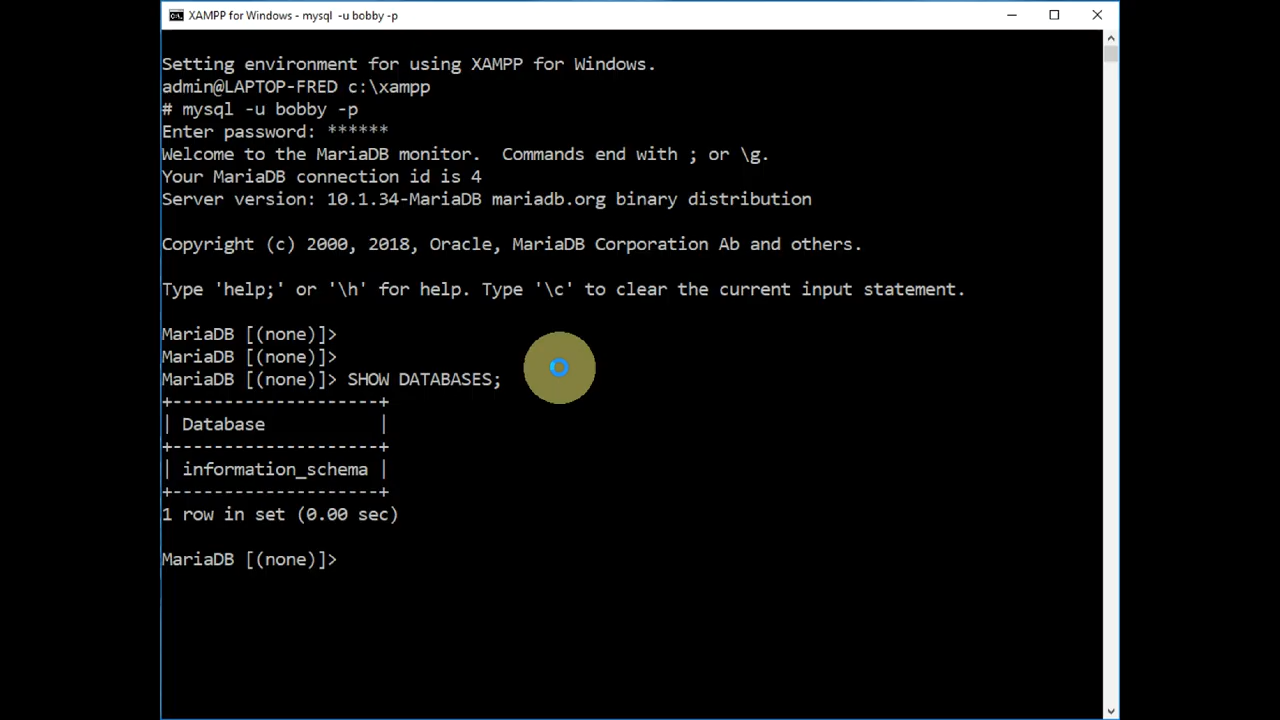 XAMPP for Windows - mysql  -u bobby -p
Setting environment for using XAMPP for Windows.
admin@LAPTOP-FRED c:\xampp
# mysql -u bobby -p
Enter password: ******
Welcome to the MariaDB monitor.  Commands end with ; or \g.
Your MariaDB connection id is 4
Server version: 10.1.34-MariaDB mariadb.org binary distribution
Copyright (c) 2000, 2018, Oracle, MariaDB Corporation Ab and others.
Type 'help;' or '\h' for help. Type '\c' to clear the current input statement.
MariaDB [(none)]>
MariaDB [(none)]>
MariaDB [(none)]> SHOW DATABASES;
+--------------------+
| Database           |
+--------------------+
| information_schema |
+--------------------+
1 row in set (0.00 sec)
MariaDB [(none)]>